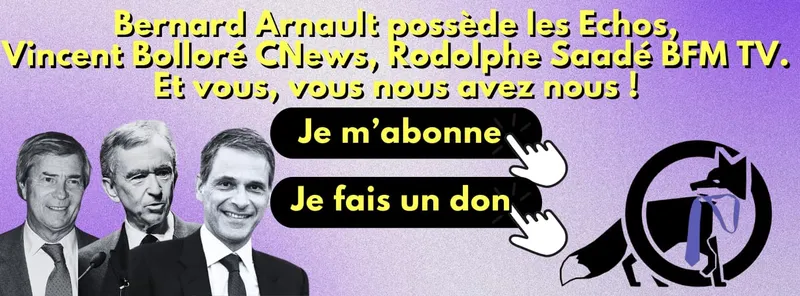 Bernard Arnault possède les Echos,
Vincent Bolloré CNews, Rodolphe Saadé BFM TV.
Et vous, vous nous avez nous !
Je m’abonne
Je fais un don